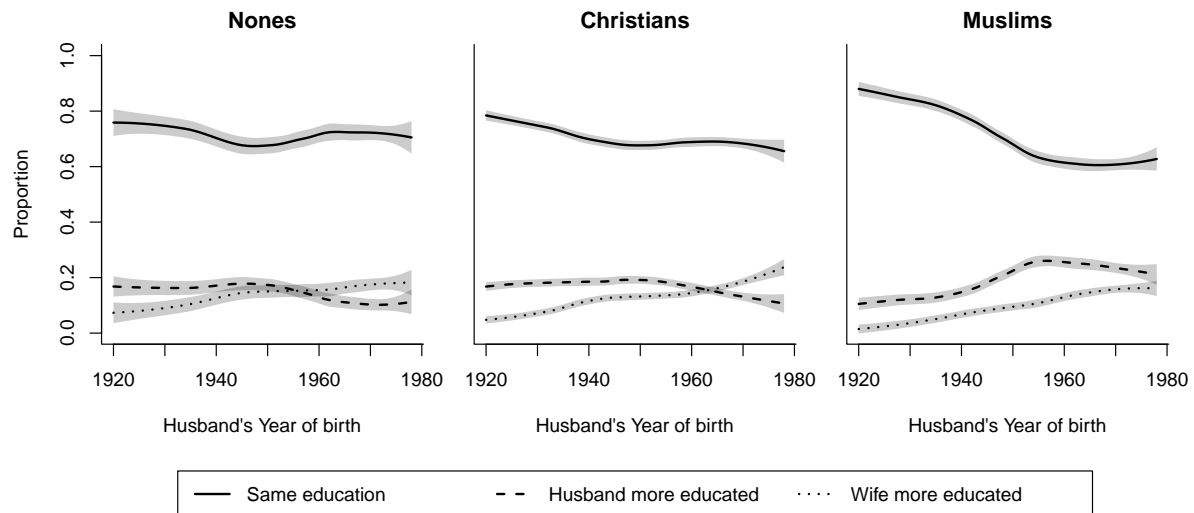 Nones Christians Muslims
Proportion
1.0
0.8
0.6
0.4
0.2
0.0
1920 1940 1960 1980 1920 1940 1960 1980 1920 1940 1960 1980
Husband's Year of birth Husband's Year of birth Husband's Year of birth
Same education Husband more educated Wife more educated